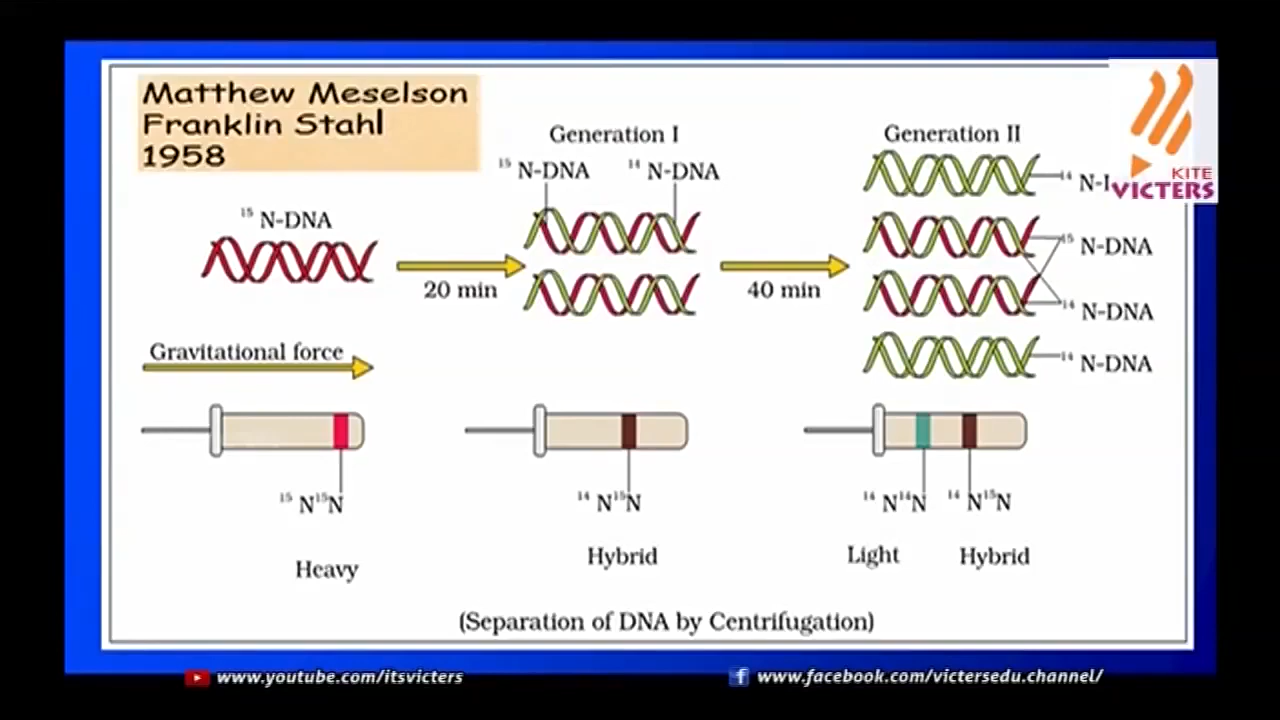 Matthew Meselson
Franklin Stahl
1958
Generation I
Generation II
15 N-DNA
14 N-DNA
15 N-DNA
20 min
40 min
14
15 N-DNA
14 N-DNA
14 N-DNA
KITE
VICTERS
Gravitational force
15 N15N
14 N15N
14 N14N
14 N15N
Heavy
Hybrid
Light
Hybrid
(Separation of DNA by Centrifugation)
www.youtube.com/itsvicters
www.facebook.com/victersedu.channel/